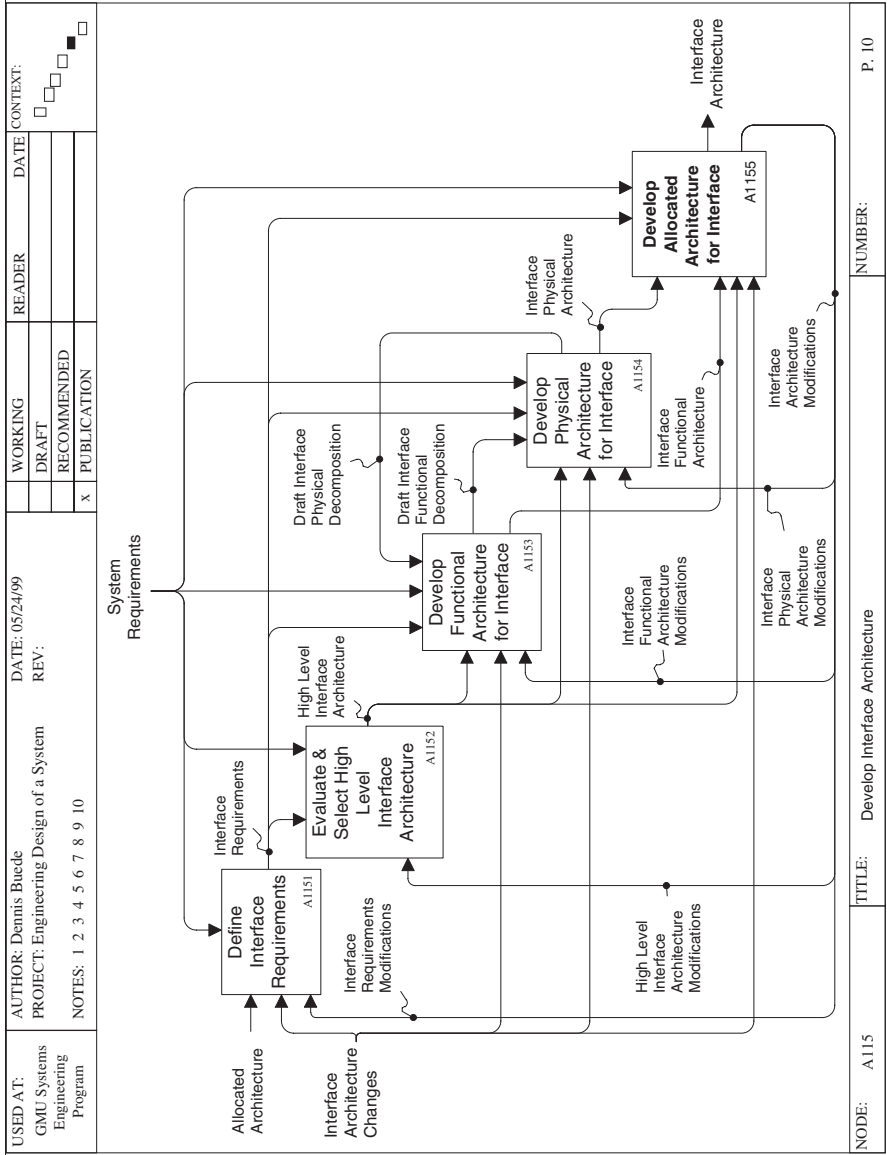 USED AT:
GMU Systems
Engineering
Program
AUTHOR: Dennis Buede
PROJECT: Engineering Design of a System
NOTES: 1 2 3 4 5 6 7 8 9 10
DATE: 05/24/99
REV:
WORKING
DRAFT
RECOMMENDED
x PUBLICATION
READER
DATE
CONTEXT:
System
Requirements
Allocated
Architecture
Interface
Architecture
Changes
Define
Interface
Requirements
A1151
Interface
Requirements
Interface
Requirements
Modifications
Evaluate &
Select High
Level
Interface
Architecture
A1152
High Level
Interface
Architecture
High Level
Interface
Architecture
Modifications
Develop
Functional
Architecture
for Interface
A1153
Draft Interface
Physical
Decomposition
Draft Interface
Functional
Decomposition
Interface
Functional
Architecture
Modifications
Develop
Physical
Architecture
for Interface
A1154
Interface
Physical
Architecture
Interface
Functional
Architecture
Interface
Physical
Architecture
Modifications
Develop
Allocated
Architecture
for Interface
A1155
Interface
Architecture
Interface
Architecture
Modifications
NODE:
A115
TITLE:
Develop Interface Architecture
NUMBER:
P. 10